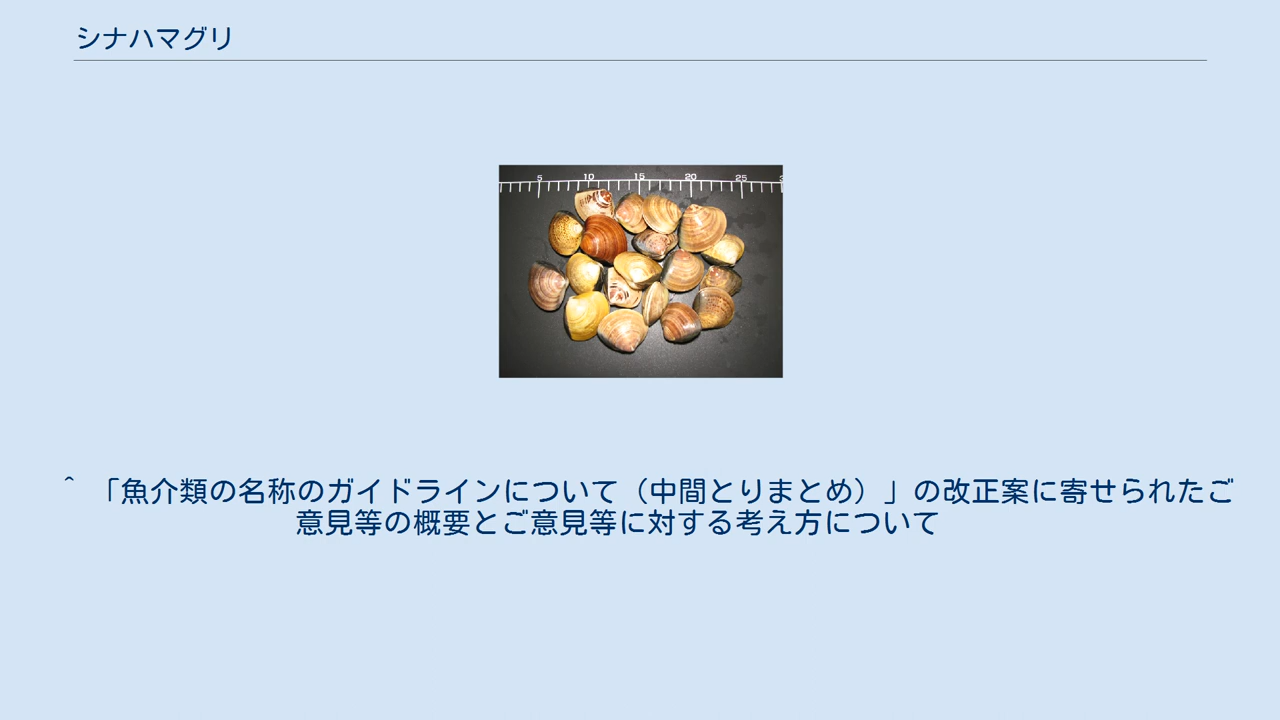 シナハマグリ
5 10 15 20 25
^ 「魚介類の名称のガイドラインについて（中間とりまとめ）」の改正案に寄せられたご
意見等の概要とご意見等に対する考え方について